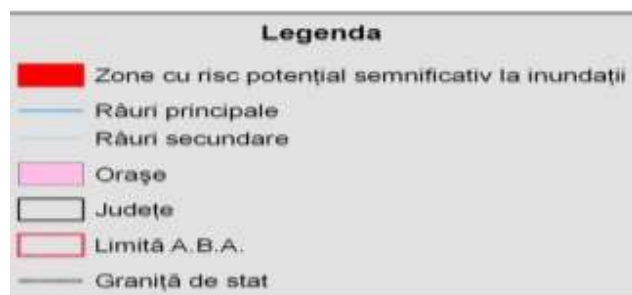 Legenda
Zone cu risc potențial semnificativ la inundații
Râuri principale
Râuri secundare
Orașe
Județe
Limită A.B.A.
Graniță de stat